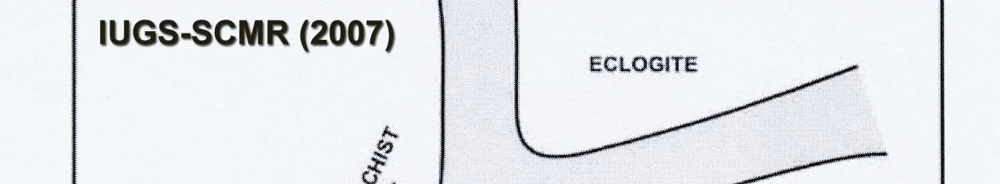 IUGS-SCMR (2007)
ECLOGITE
CHIST